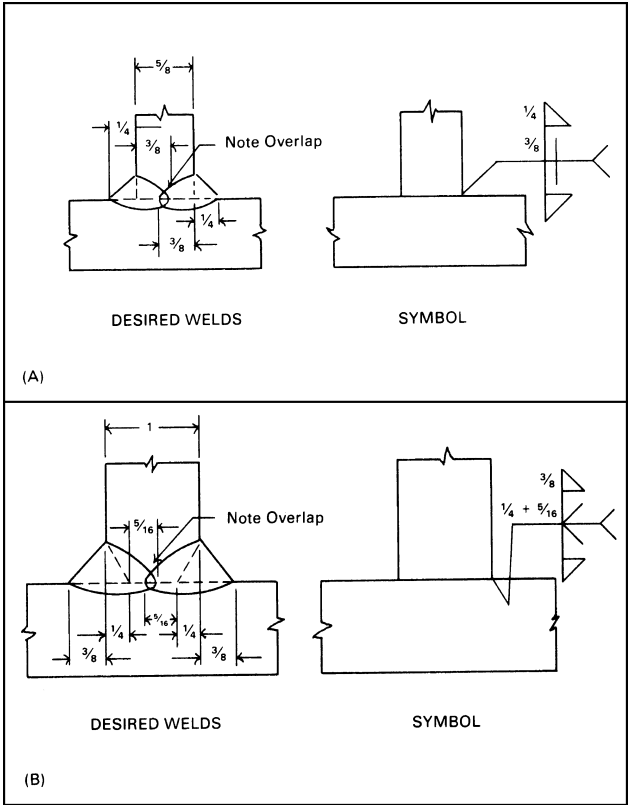 5/8
1/4
3/8
Note Overlap
1/4
3/8
1/4
3/8
DESIRED WELDS
SYMBOL
(A)
1
5/16
Note Overlap
5/16
1/4
1/4
3/8
3/8
3/8
1/4 + 5/16
DESIRED WELDS
SYMBOL
(B)